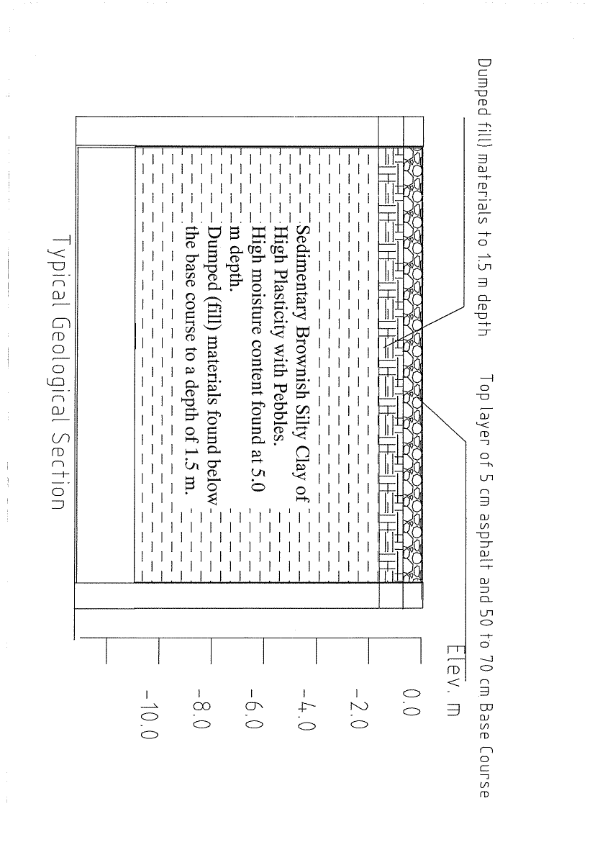 Dumped fill) materials to 1.5 m depth
Top layer of 5 cm asphalt and 50 to 70 cm Base Course
Elev. m
0.0
-2.0
-4.0
-6.0
-8.0
-10.0
Sedimentary Brownish Silty Clay of
High Plasticity with Pebbles.
High moisture content found at 5.0
m depth.
Dumped (fill) materials found below
the base course to a depth of 1.5 m.
Typical Geological Section